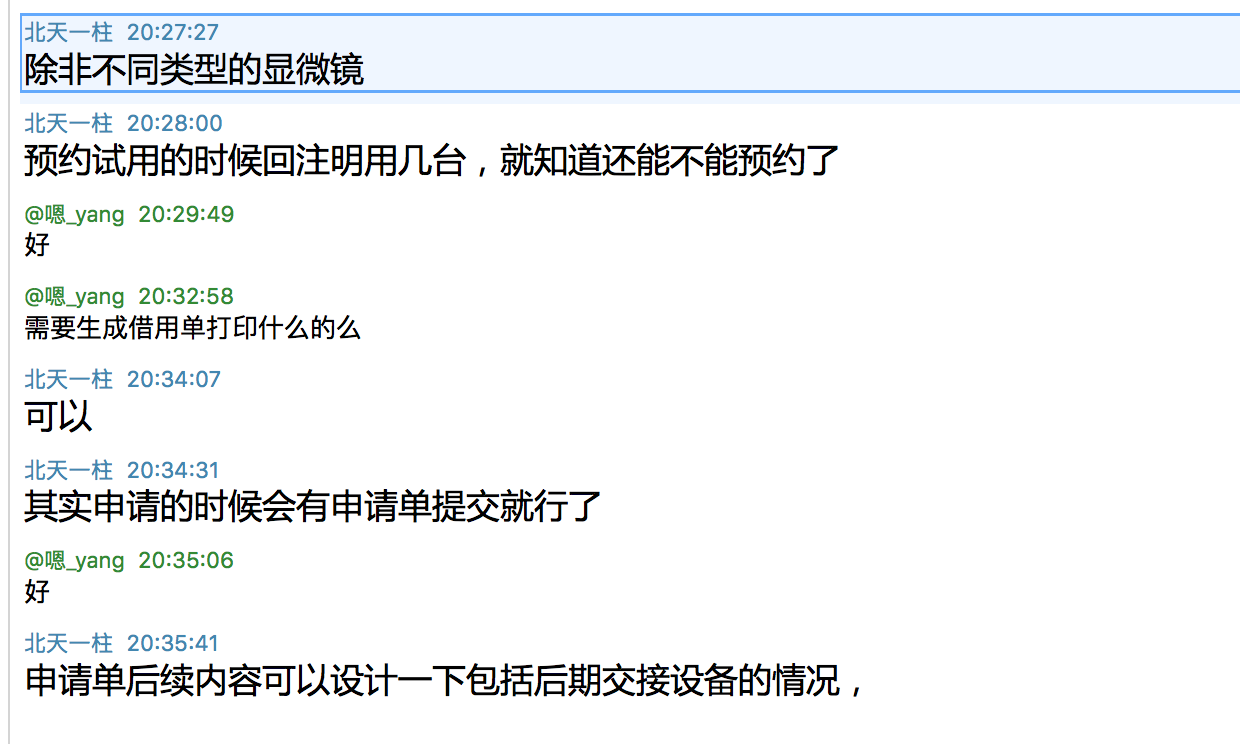 北天一柱 20:27:27
除非不同类型的显微镜
北天一柱 20:28:00
预约试用的时候回注明用几台，就知道还能不能预约了
@嗯_yang 20:29:49
好
@嗯_yang 20:32:58
需要生成借用单打印什么的么
北天一柱 20:34:07
可以
北天一柱 20:34:31
其实申请的时候会有申请单提交就行了
@嗯_yang 20:35:06
好
北天一柱 20:35:41
申请单后续内容可以设计一下包括后期交接设备的情况，